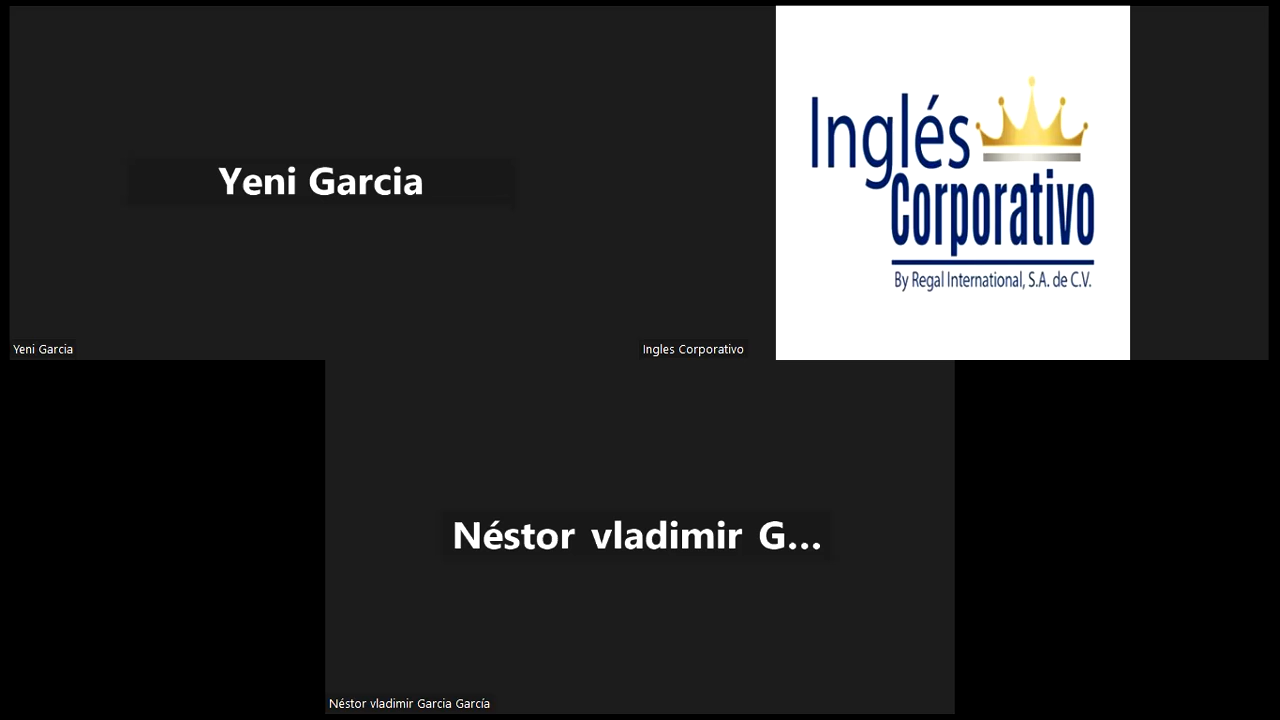 Yeni Garcia
Inglés
Corporativo
By Regal International, S.A. de C.V.
Yeni Garcia
Ingles Corporativo
Néstor vladimir G...
Néstor vladimir Garcia García